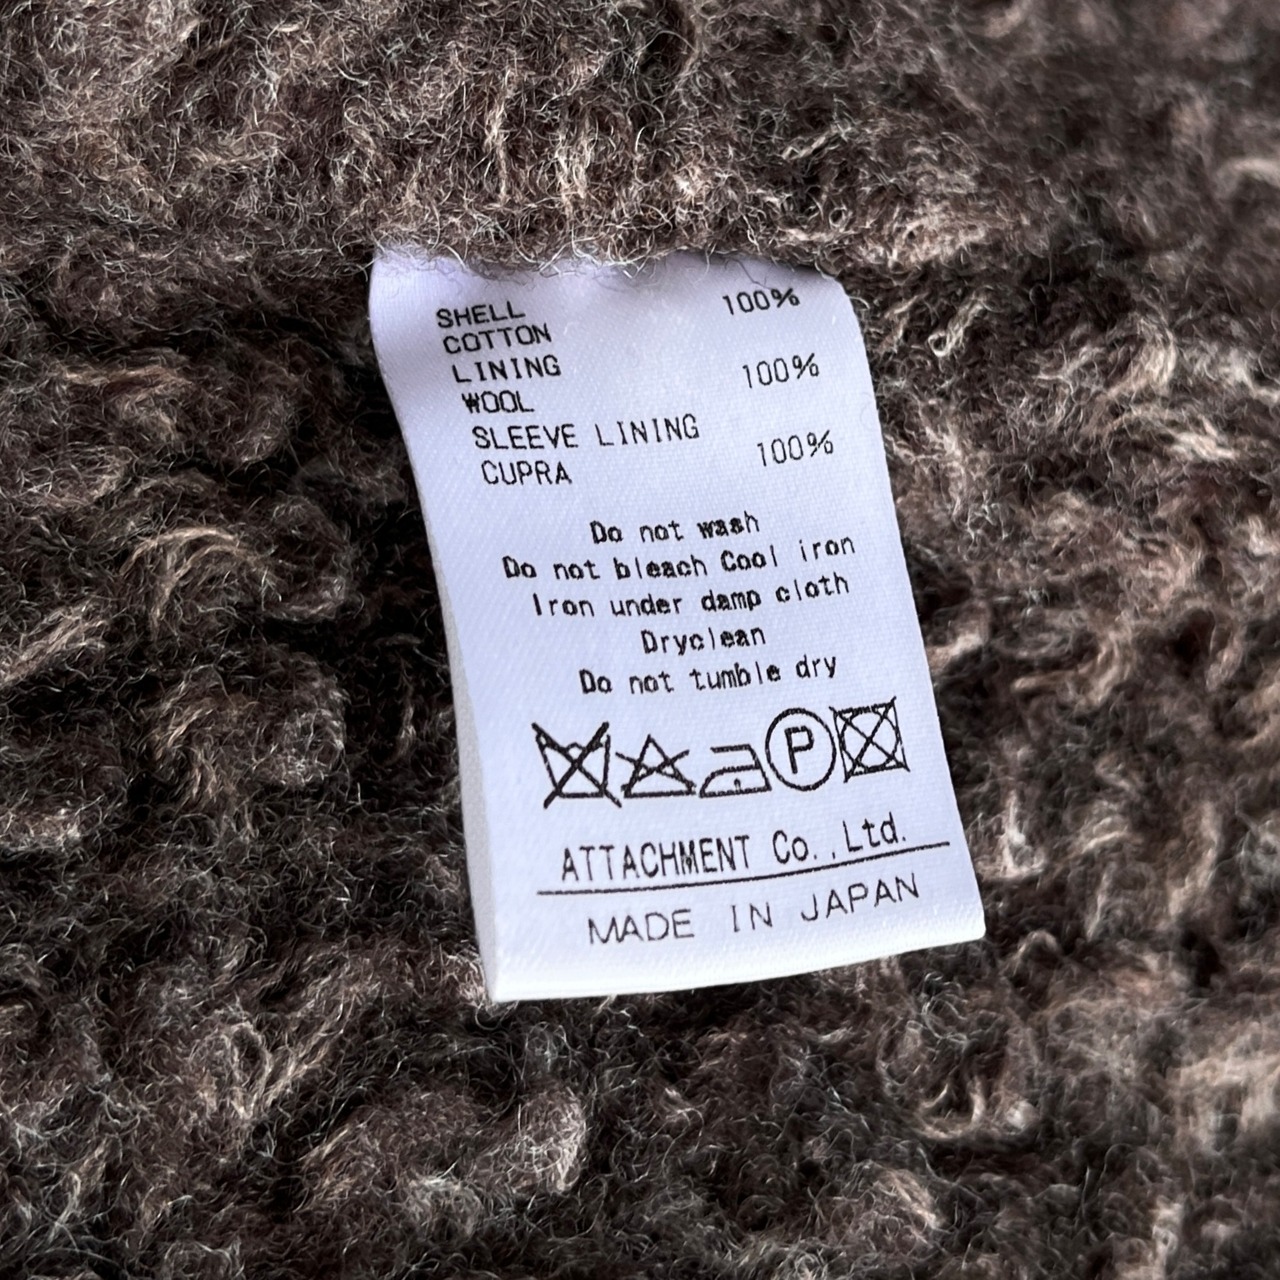 SHELL 100%
COTTON
LINING 100%
WOOL
SLEEVE LINING 100%
CUPRA
Do not wash
Do not bleach Cool iron
Iron under damp cloth
Dryclean
Do not tumble dry
P
ATTACHMENT Co.,Ltd.
MADE IN JAPAN